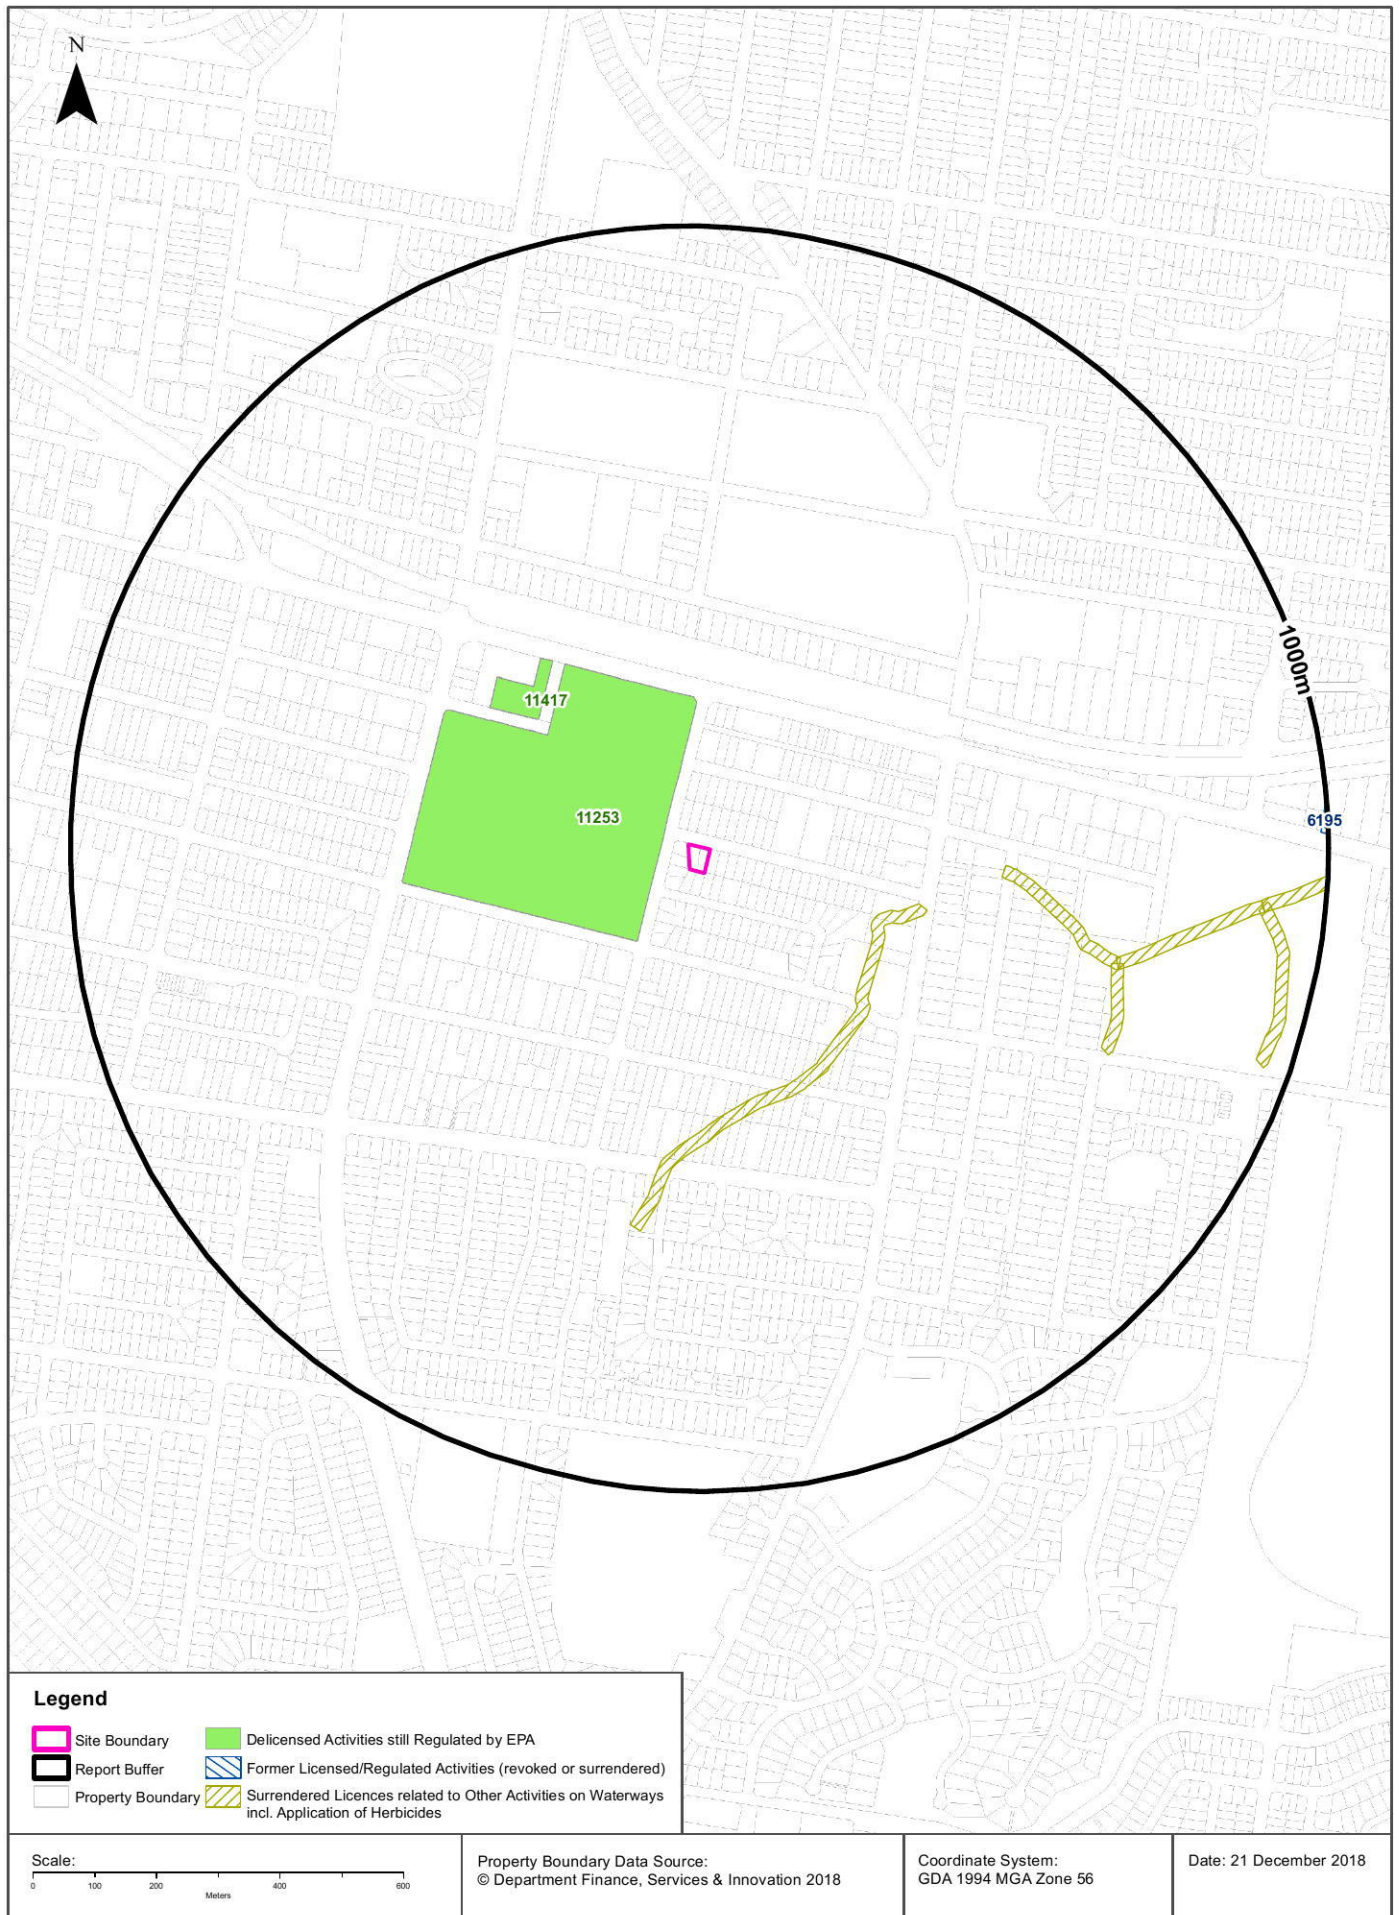 N
1000m
11417
11253
6195
Legend
Site Boundary
Report Buffer
Property Boundary
Delicensed Activities still Regulated by EPA
Former Licensed/Regulated Activities (revoked or surrendered)
Surrendered Licences related to Other Activities on Waterways
incl. Application of Herbicides
Scale:
0 100 200 400 600
Meters
Property Boundary Data Source:
© Department Finance, Services & Innovation 2018
Coordinate System:
GDA 1994 MGA Zone 56
Date: 21 December 2018